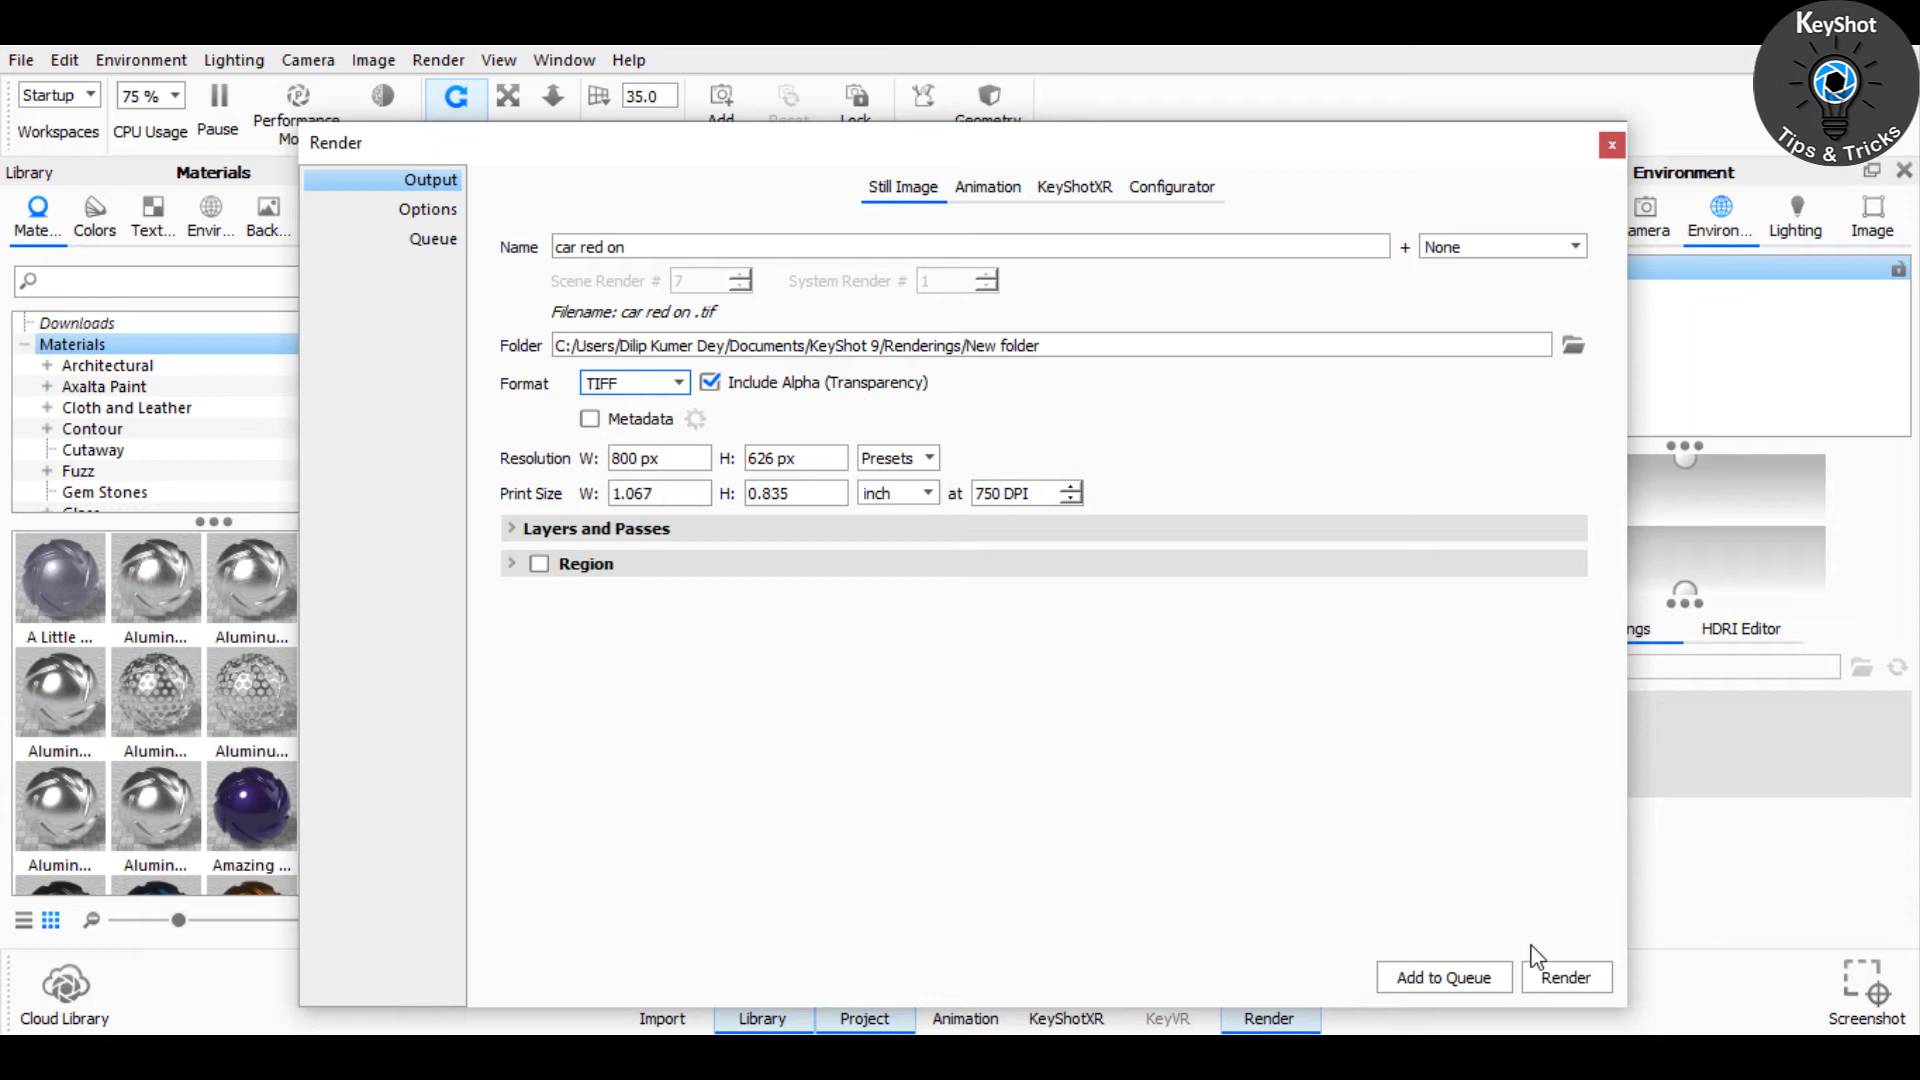 KeyShot
Tips & Tricks
File Edit Environment Lighting Camera Image Render View Window Help
Startup 75 % 35.0
Workspaces CPU Usage Pause Performance
Mo
Add Reset Lock Geometry
Render
Library Materials
Environment
Mate... Colors Text... Envir... Back...
amera Environ... Lighting Image
Output
Options
Queue
Still Image Animation KeyShotXR Configurator
Name car red on + None
Scene Render # 7 System Render # 1
Filename: car red on .tif
Folder C:/Users/Dilip Kumer Dey/Documents/KeyShot 9/Renderings/New folder
Format TIFF Include Alpha (Transparency)
Metadata
Resolution W: 800 px H: 626 px Presets
Print Size W: 1.067 H: 0.835 inch at 750 DPI
Layers and Passes
Region
Downloads
Materials
Architectural
Axalta Paint
Cloth and Leather
Contour
Cutaway
Fuzz
Gem Stones
A Little ... Alumin... Aluminu...
Alumin... Alumin... Aluminu...
Alumin... Alumin... Amazing ...
ngs HDRI Editor
Add to Queue Render
Cloud Library
Import Library Project Animation KeyShotXR KeyVR Render
Screenshot